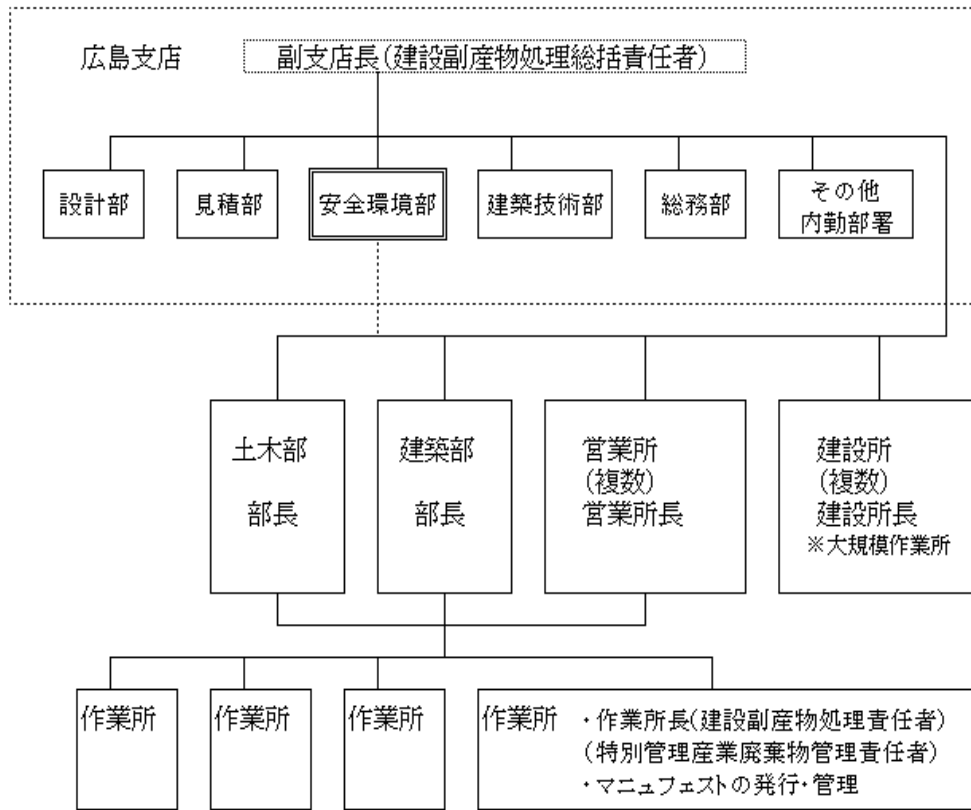 広島支店
副支店長(建設副産物処理総括責任者)
設計部
見積部
安全環境部
建築技術部
総務部
その他
内勤部署
土木部
部長
建築部
部長
営業所
(複数)
営業所長
建設所
(複数)
建設所長
※大規模作業所
作業所
作業所
作業所
作業所
・作業所長(建設副産物処理責任者)
(特別管理産業廃棄物管理責任者)
・マニュフェストの発行・管理